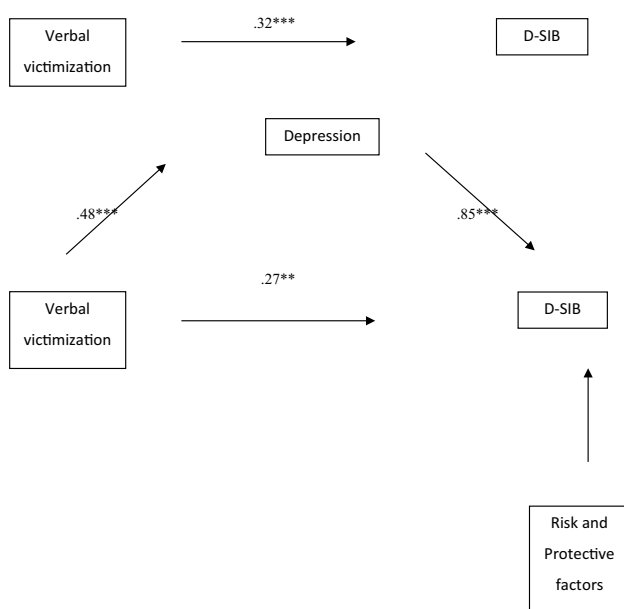 .32***
Verbal
victimization
D-SIB
Depression
.48***
.85***
.27**
Verbal
victimization
D-SIB
Risk and
Protective
factors